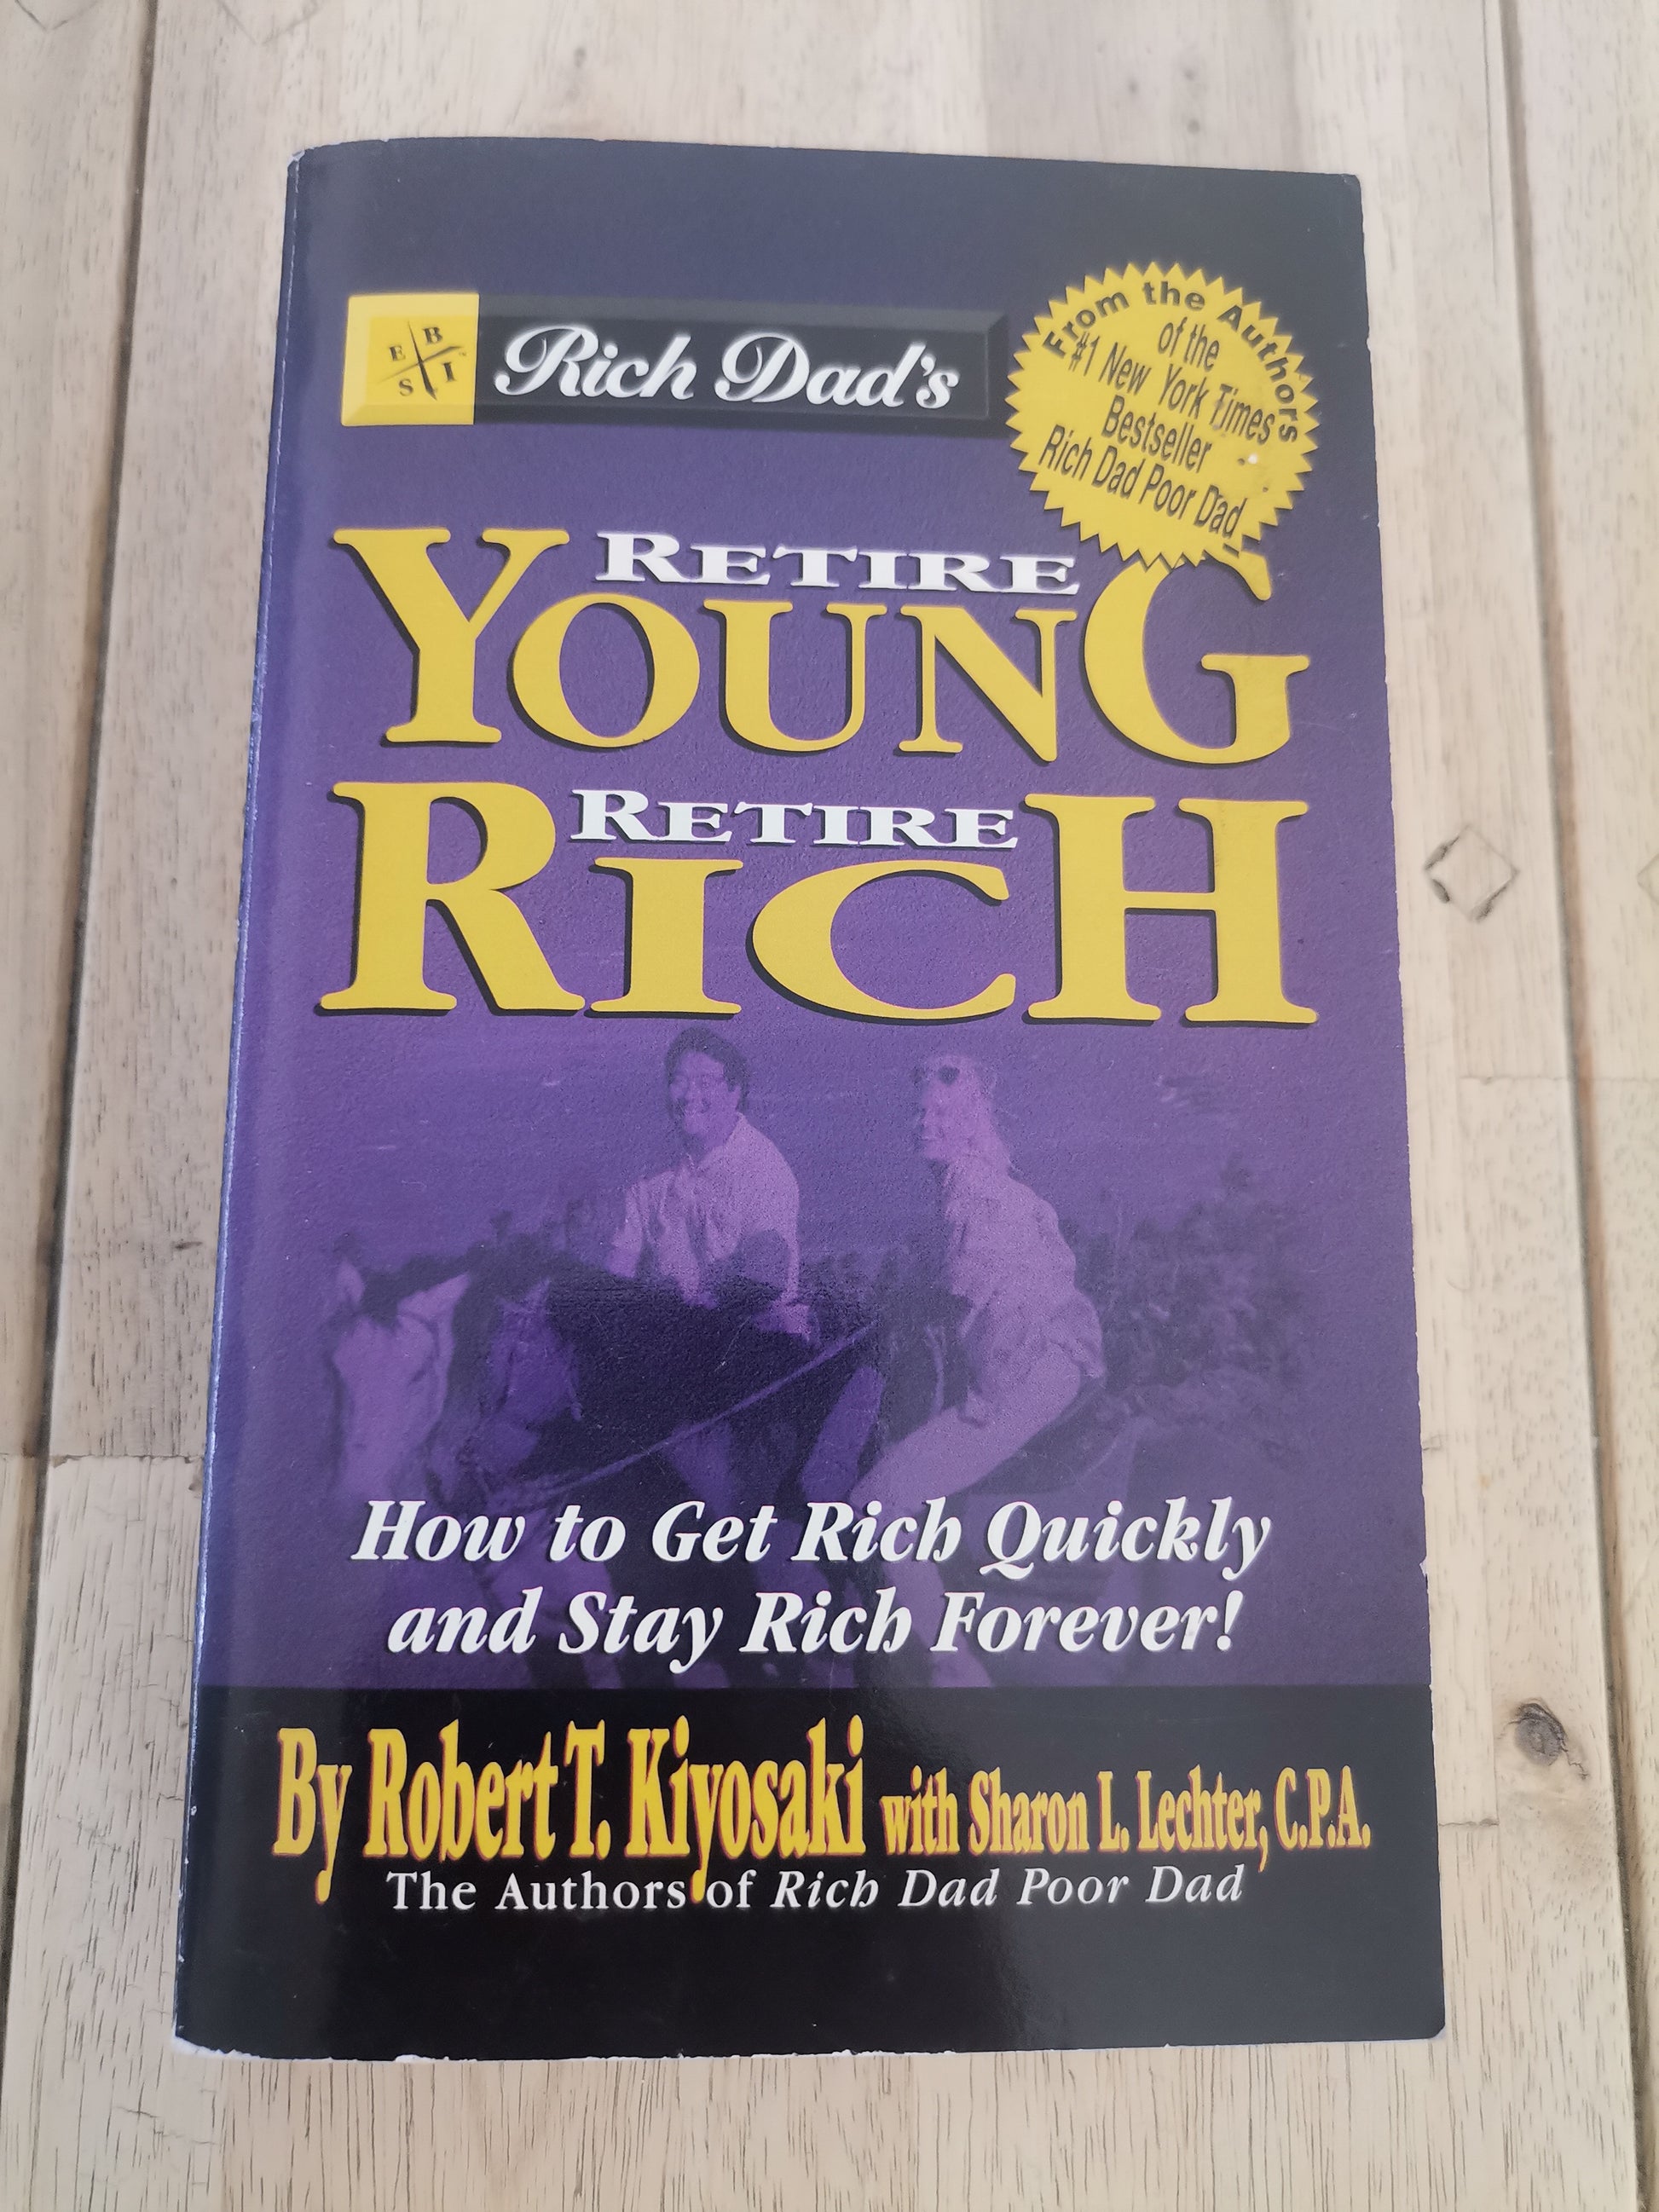 E B
S I
Rich Dad's
From the Authors
of the
#1 New York Times
Bestseller
Rich Dad Poor Dad
RETIRE
YOUNG
RETIRE
RICH
How to Get Rich Quickly
and Stay Rich Forever!
By Robert T. Kiyosaki with Sharon L. Lechter, C.P.A.
The Authors of Rich Dad Poor Dad